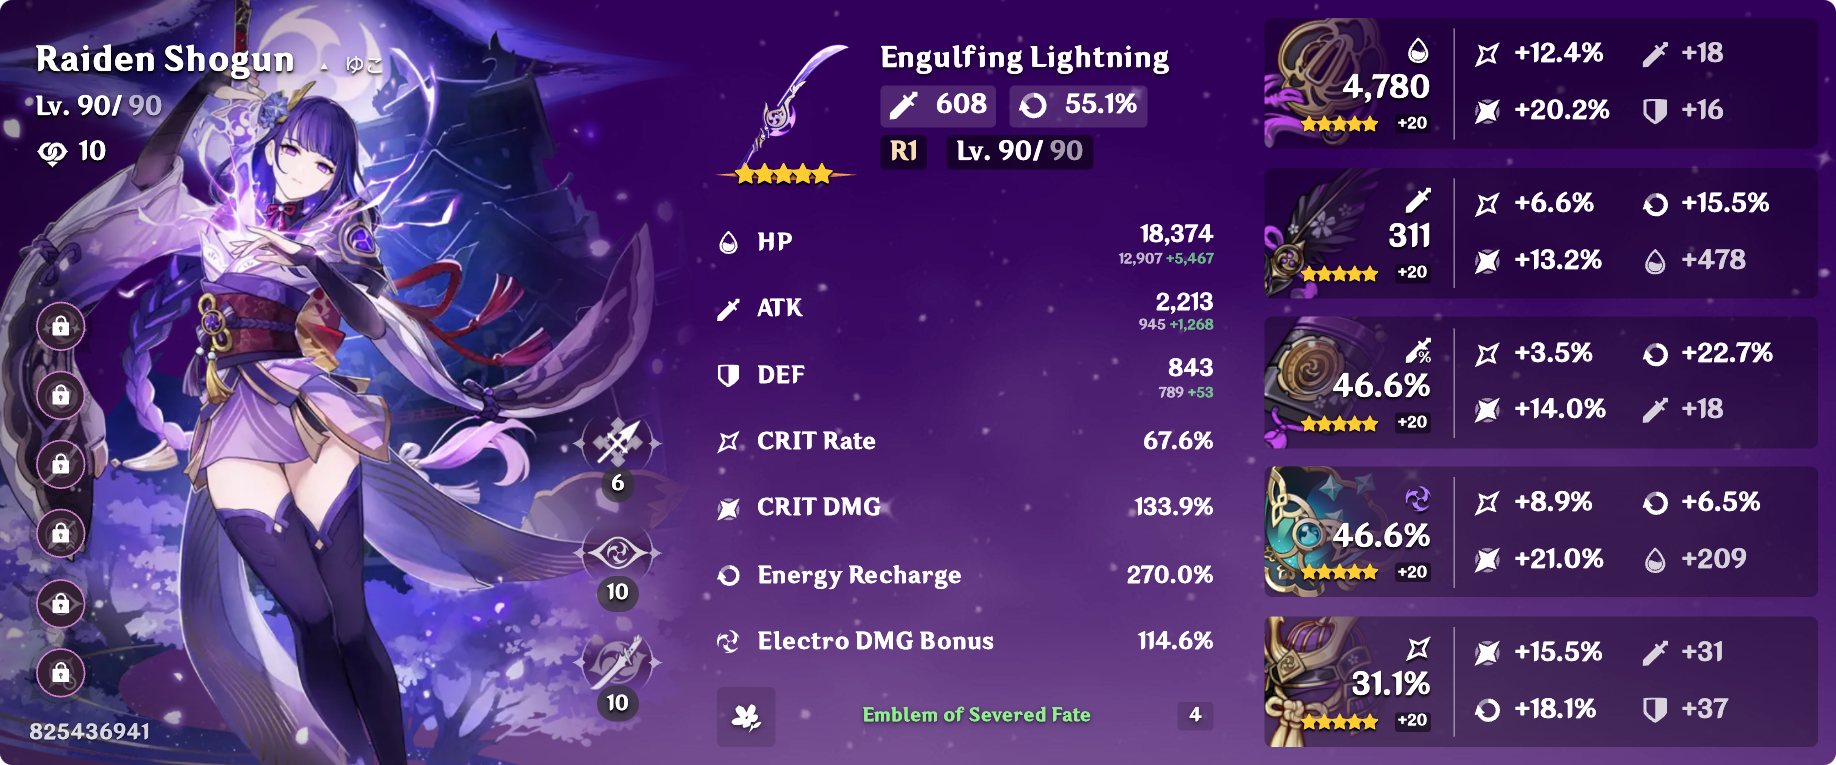 Raiden Shogun ゆこ
Lv. 90/ 90
10
6
10
10
825436941
Engulfing Lightning
608 55.1%
R1 Lv. 90/ 90
HP 18,374
12,907 +5,467
ATK 2,213
945 +1,268
DEF 843
789 +53
CRIT Rate 67.6%
CRIT DMG 133.9%
Energy Recharge 270.0%
Electro DMG Bonus 114.6%
Emblem of Severed Fate 4
4,780
+20
+12.4% +18
+20.2% +16
311
+20
+6.6% +15.5%
+13.2% +478
%
46.6%
+20
+3.5% +22.7%
+14.0% +18
46.6%
+20
+8.9% +6.5%
+21.0% +209
31.1%
+20
+15.5% +31
+18.1% +37